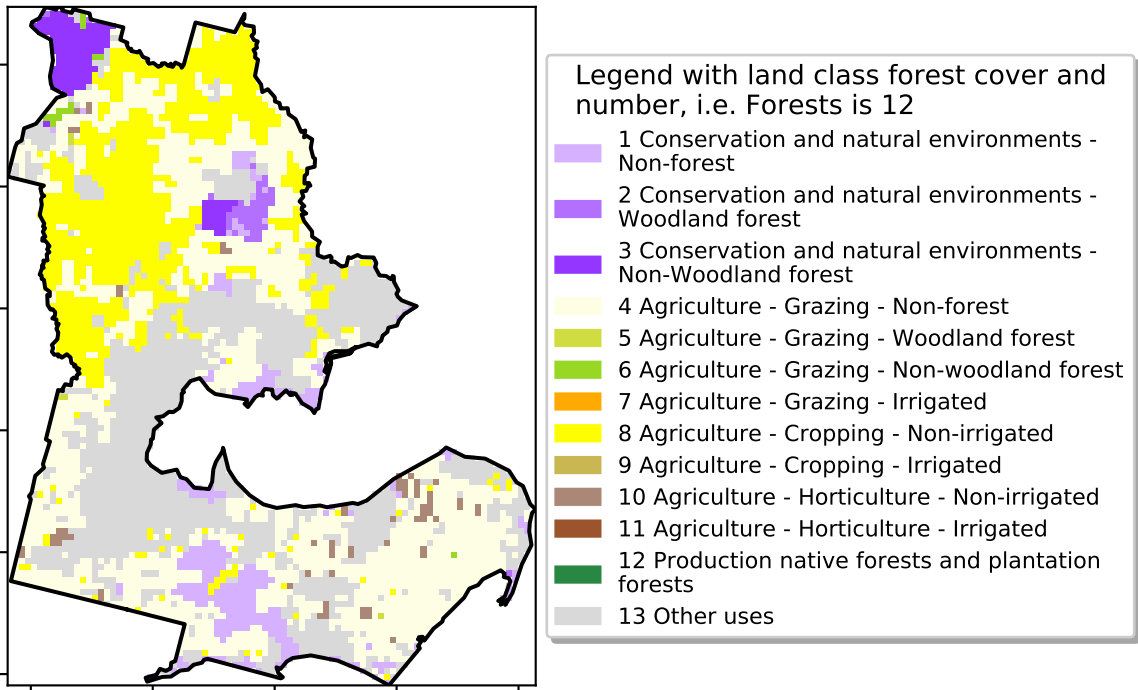 Legend with land class forest cover and
number, i.e. Forests is 12
1 Conservation and natural environments -
Non-forest
2 Conservation and natural environments -
Woodland forest
3 Conservation and natural environments -
Non-Woodland forest
4 Agriculture - Grazing - Non-forest
5 Agriculture - Grazing - Woodland forest
6 Agriculture - Grazing - Non-woodland forest
7 Agriculture - Grazing - Irrigated
8 Agriculture - Cropping - Non-irrigated
9 Agriculture - Cropping - Irrigated
10 Agriculture - Horticulture - Non-irrigated
11 Agriculture - Horticulture - Irrigated
12 Production native forests and plantation
forests
13 Other uses